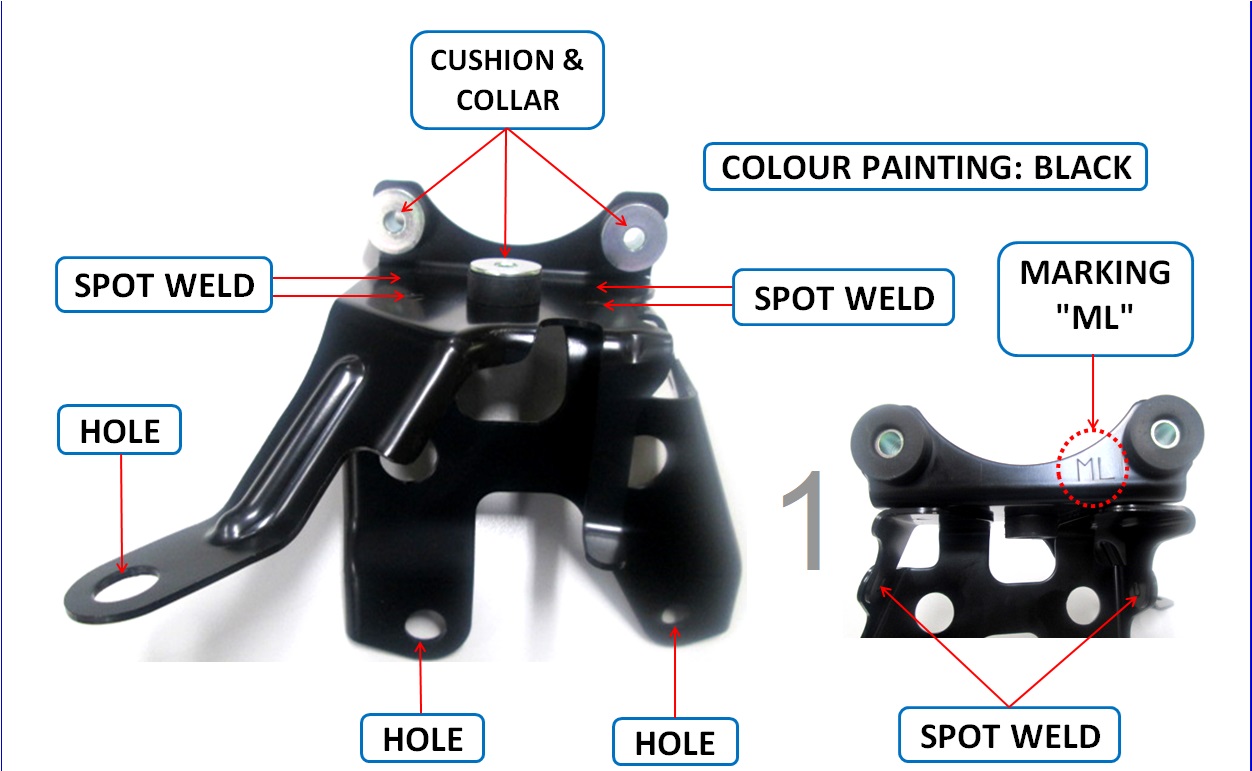 CUSHION &
COLLAR
COLOUR PAINTING: BLACK
SPOT WELD
SPOT WELD
MARKING
"ML"
HOLE
ML
1
HOLE
HOLE
SPOT WELD